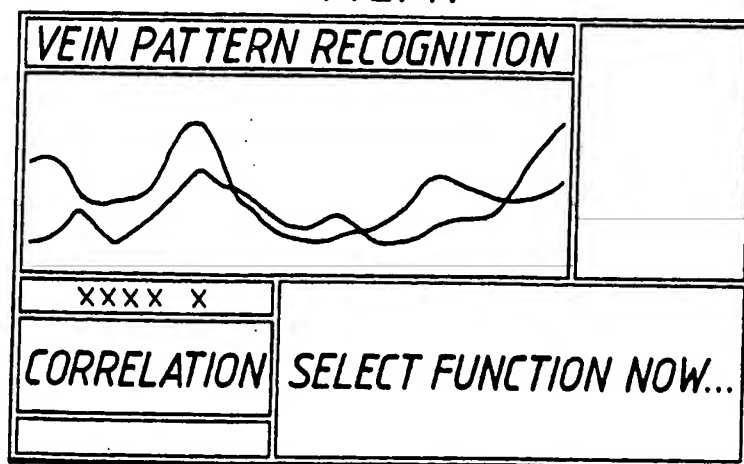 VEIN PATTERN RECOGNITION
XXXX X
CORRELATION
SELECT FUNCTION NOW...